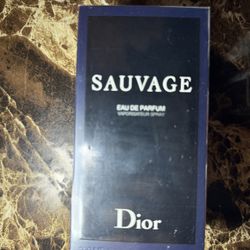 SAUVAGE
EAU DE PARFUM
VAPORISATEUR SPRAY
Dior